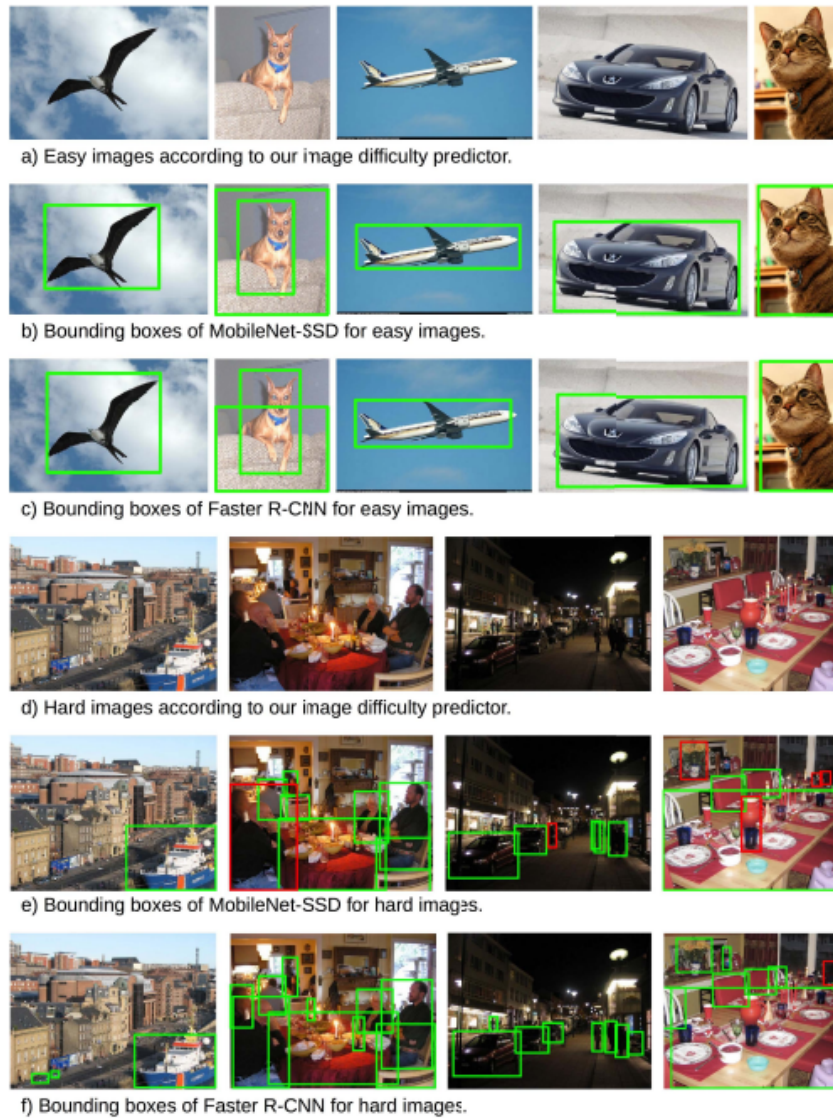 a) Easy images according to our image difficulty predictor.
b) Bounding boxes of MobileNet-SSD for easy images.
c) Bounding boxes of Faster R-CNN for easy images.
d) Hard images according to our image difficulty predictor.
e) Bounding boxes of MobileNet-SSD for hard images.
f) Bounding boxes of Faster R-CNN for hard images.